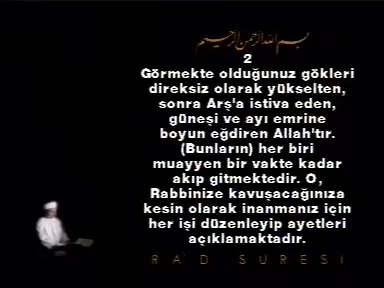 بسم الله الرحمن الرحيم
2
Görmekte olduğunuz gökleri
direksiz olarak yükselten,
sonra Arş'a istiva eden,
güneşi ve ayı emrine
boyun eğdiren Allah'tır.
(Bunların) her biri
muayyen bir vakte kadar
akıp gitmektedir. O,
Rabbinize kavuşacağınıza
kesin olarak inanmanız için
her işi düzenleyip ayetleri
açıklamaktadır.
RA'D SURESİ